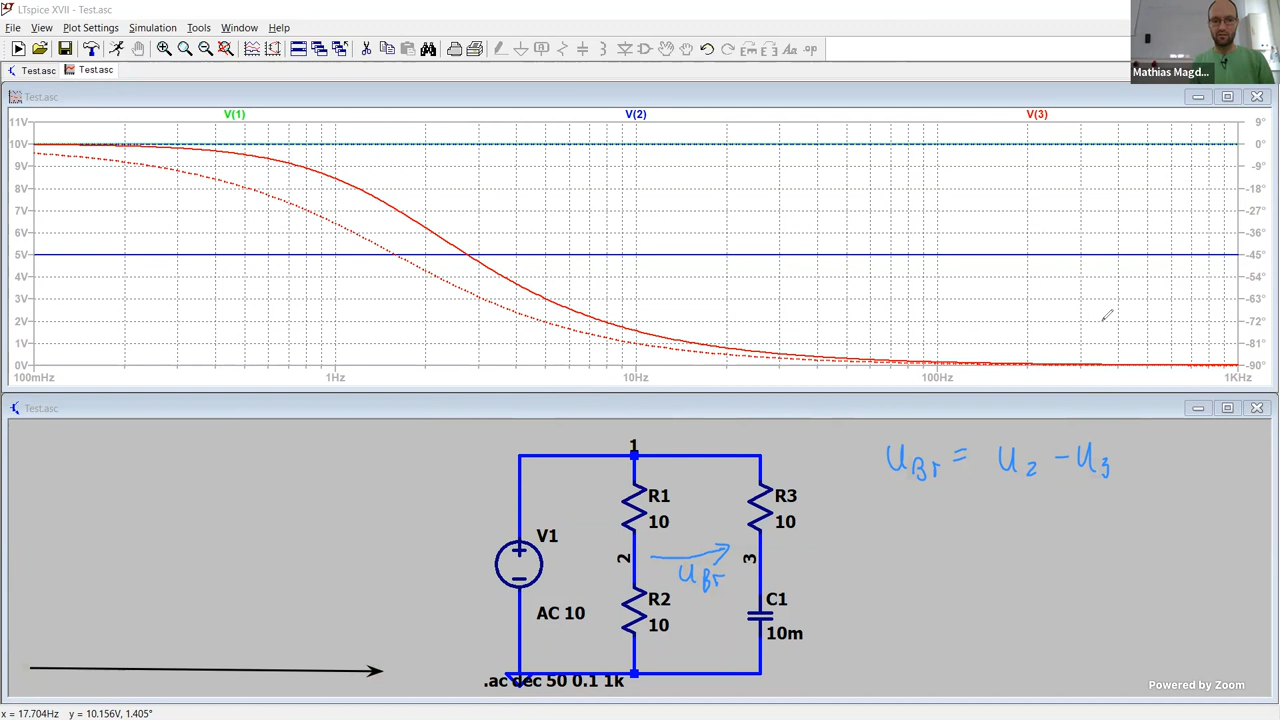 LTspice XVII - Test.asc
File View Plot Settings Simulation Tools Window Help
Test.asc Test.asc
Mathias Magd...
Test.asc
V(1) V(2) V(3)
11V 9°
10V 0°
9V -9°
8V -18°
7V -27°
6V -36°
5V -45°
4V -54°
3V -63°
2V -72°
1V -81°
0V -90°
100mHz 1Hz 10Hz 100Hz 1KHz
Test.asc
1
U_Br = U_2 - U_3
R1
10
R3
10
V1
2
U_Br
3
AC 10
R2
10
C1
10m
.ac dec 50 0.1 1k
Powered by Zoom
x = 17.704Hz y = 10.156V, 1.405°